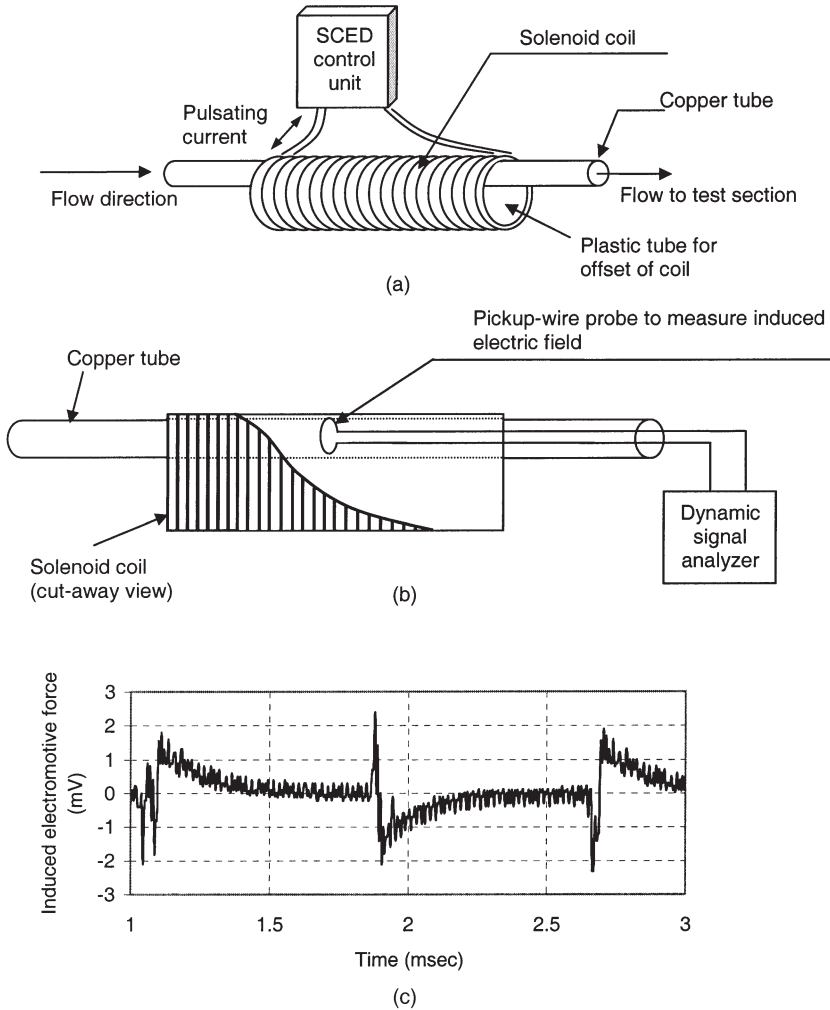 SCED
control
unit
Solenoid coil
Pulsating
current
Copper tube
Flow direction
Flow to test section
Plastic tube for
offset of coil
(a)
Pickup-wire probe to measure induced
electric field
Copper tube
Dynamic
signal
analyzer
Solenoid coil
(cut-away view)
(b)
Induced electromotive force
(mV)
3
2
1
0
-1
-2
-3
1 1.5 2 2.5 3
Time (msec)
(c)